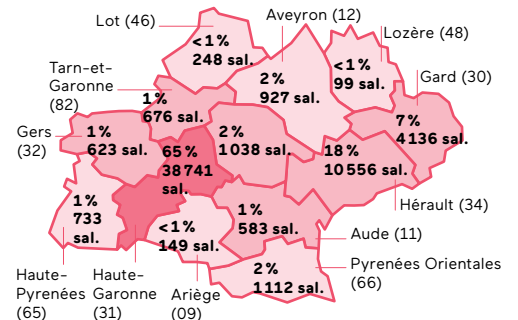 Lot (46)
<1 %
248 sal.
Aveyron (12)
2 %
927 sal.
Lozère (48)
<1 %
99 sal.
Gard (30)
7 %
4 136 sal.
Tarn-et-
Garonne
(82)
1 %
676 sal.
Gers
(32)
1 %
623 sal.
65 %
38 741
sal.
2 %
1 038 sal.
18 %
10 556 sal.
Hérault (34)
1 %
733
sal.
<1 %
149 sal.
1 %
583 sal.
Aude (11)
2 %
1 112 sal.
Pyrénées Orientales
(66)
Haute-
Pyrénées
(65)
Haute-
Garonne
(31)
Ariège
(09)